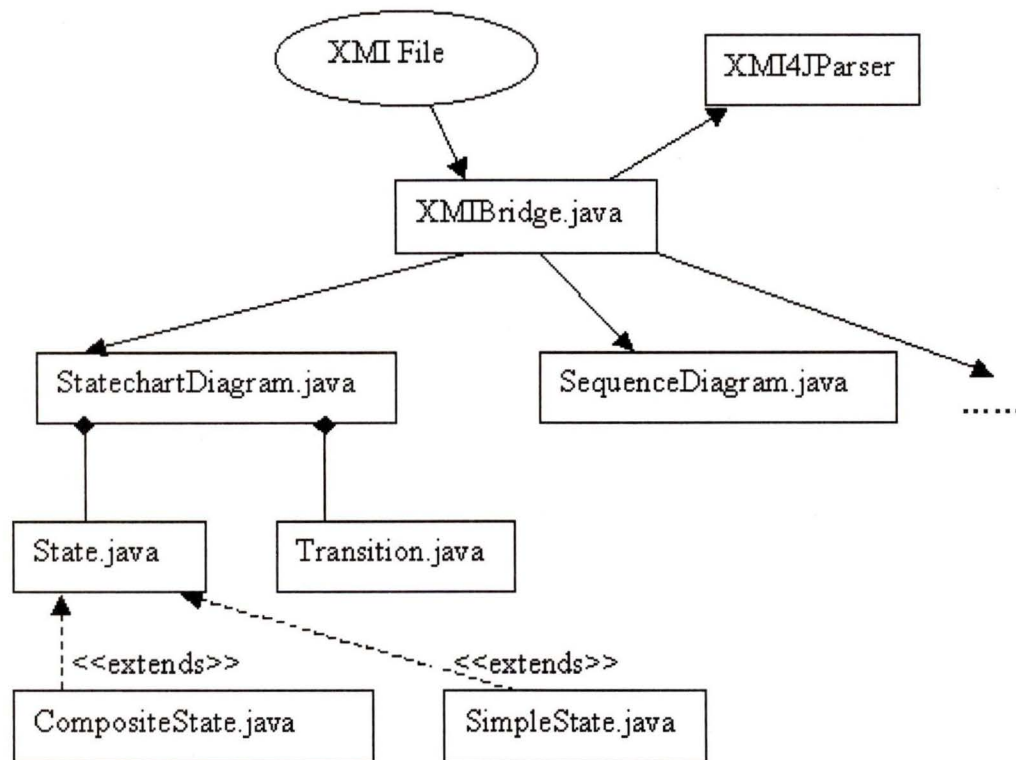 XMI File
XMI4JParser
XMIBridge.java
StatechartDiagram.java
SequenceDiagram.java
......
State.java
Transition.java
<<extends>>
<<extends>>
CompositeState.java
SimpleState.java